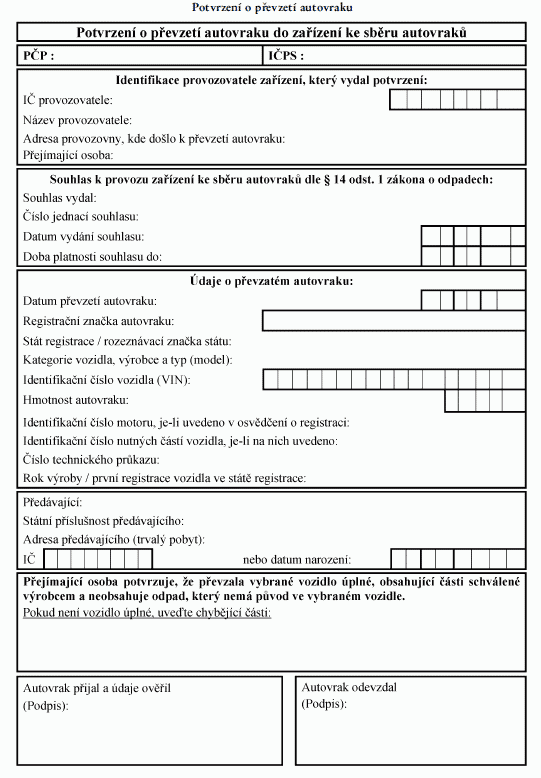 Potvrzení o převzetí autovraku
Potvrzení o převzetí autovraku do zařízení ke sběru autovraků
PČP : IČPS :
Identifikace provozovatele zařízení, který vydal potvrzení:
IČ provozovatele:
Název provozovatele:
Adresa provozovny, kde došlo k převzetí autovraku:
Přejímající osoba:
Souhlas k provozu zařízení ke sběru autovraků dle § 14 odst. 1 zákona o odpadech:
Souhlas vydal:
Číslo jednací souhlasu:
Datum vydání souhlasu:
Doba platnosti souhlasu do:
Údaje o převzatém autovraku:
Datum převzetí autovraku:
Registrační značka autovraku:
Stát registrace / rozeznávací značka státu:
Kategorie vozidla, výrobce a typ (model):
Identifikační číslo vozidla (VIN):
Hmotnost autovraku:
Identifikační číslo motoru, je-li uvedeno v osvědčení o registraci:
Identifikační číslo nutných částí vozidla, je-li na nich uvedeno:
Číslo technického průkazu:
Rok výroby / první registrace vozidla ve státě registrace:
Předávající:
Státní příslušnost předávajícího:
Adresa předávajícího (trvalý pobyt):
IČ nebo datum narození:
Přejímající osoba potvrzuje, že převzala vybrané vozidlo úplné, obsahující části schválené
výrobcem a neobsahuje odpad, který nemá původ ve vybraném vozidle.
Pokud není vozidlo úplné, uveďte chybějící části:
Autovrak přijal a údaje ověřil
(Podpis):
Autovrak odevzdal
(Podpis):